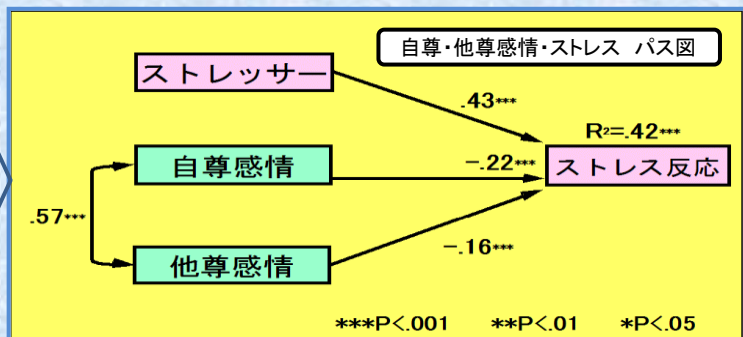 自尊・他尊感情・ストレス パス図
ストレッサー
.43***
R²=.42***
自尊感情
−.22***
ストレス反応
.57***
他尊感情
−.16***
***P<.001 **P<.01 *P<.05